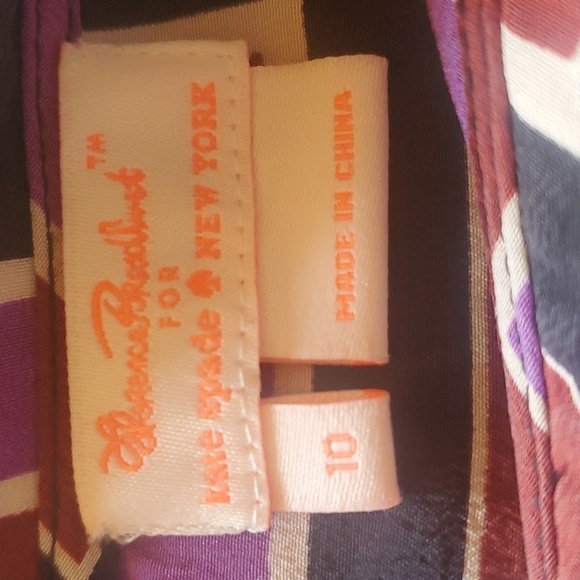 Florence Broadhurst™
FOR
kate spade NEW YORK
MADE IN CHINA
10